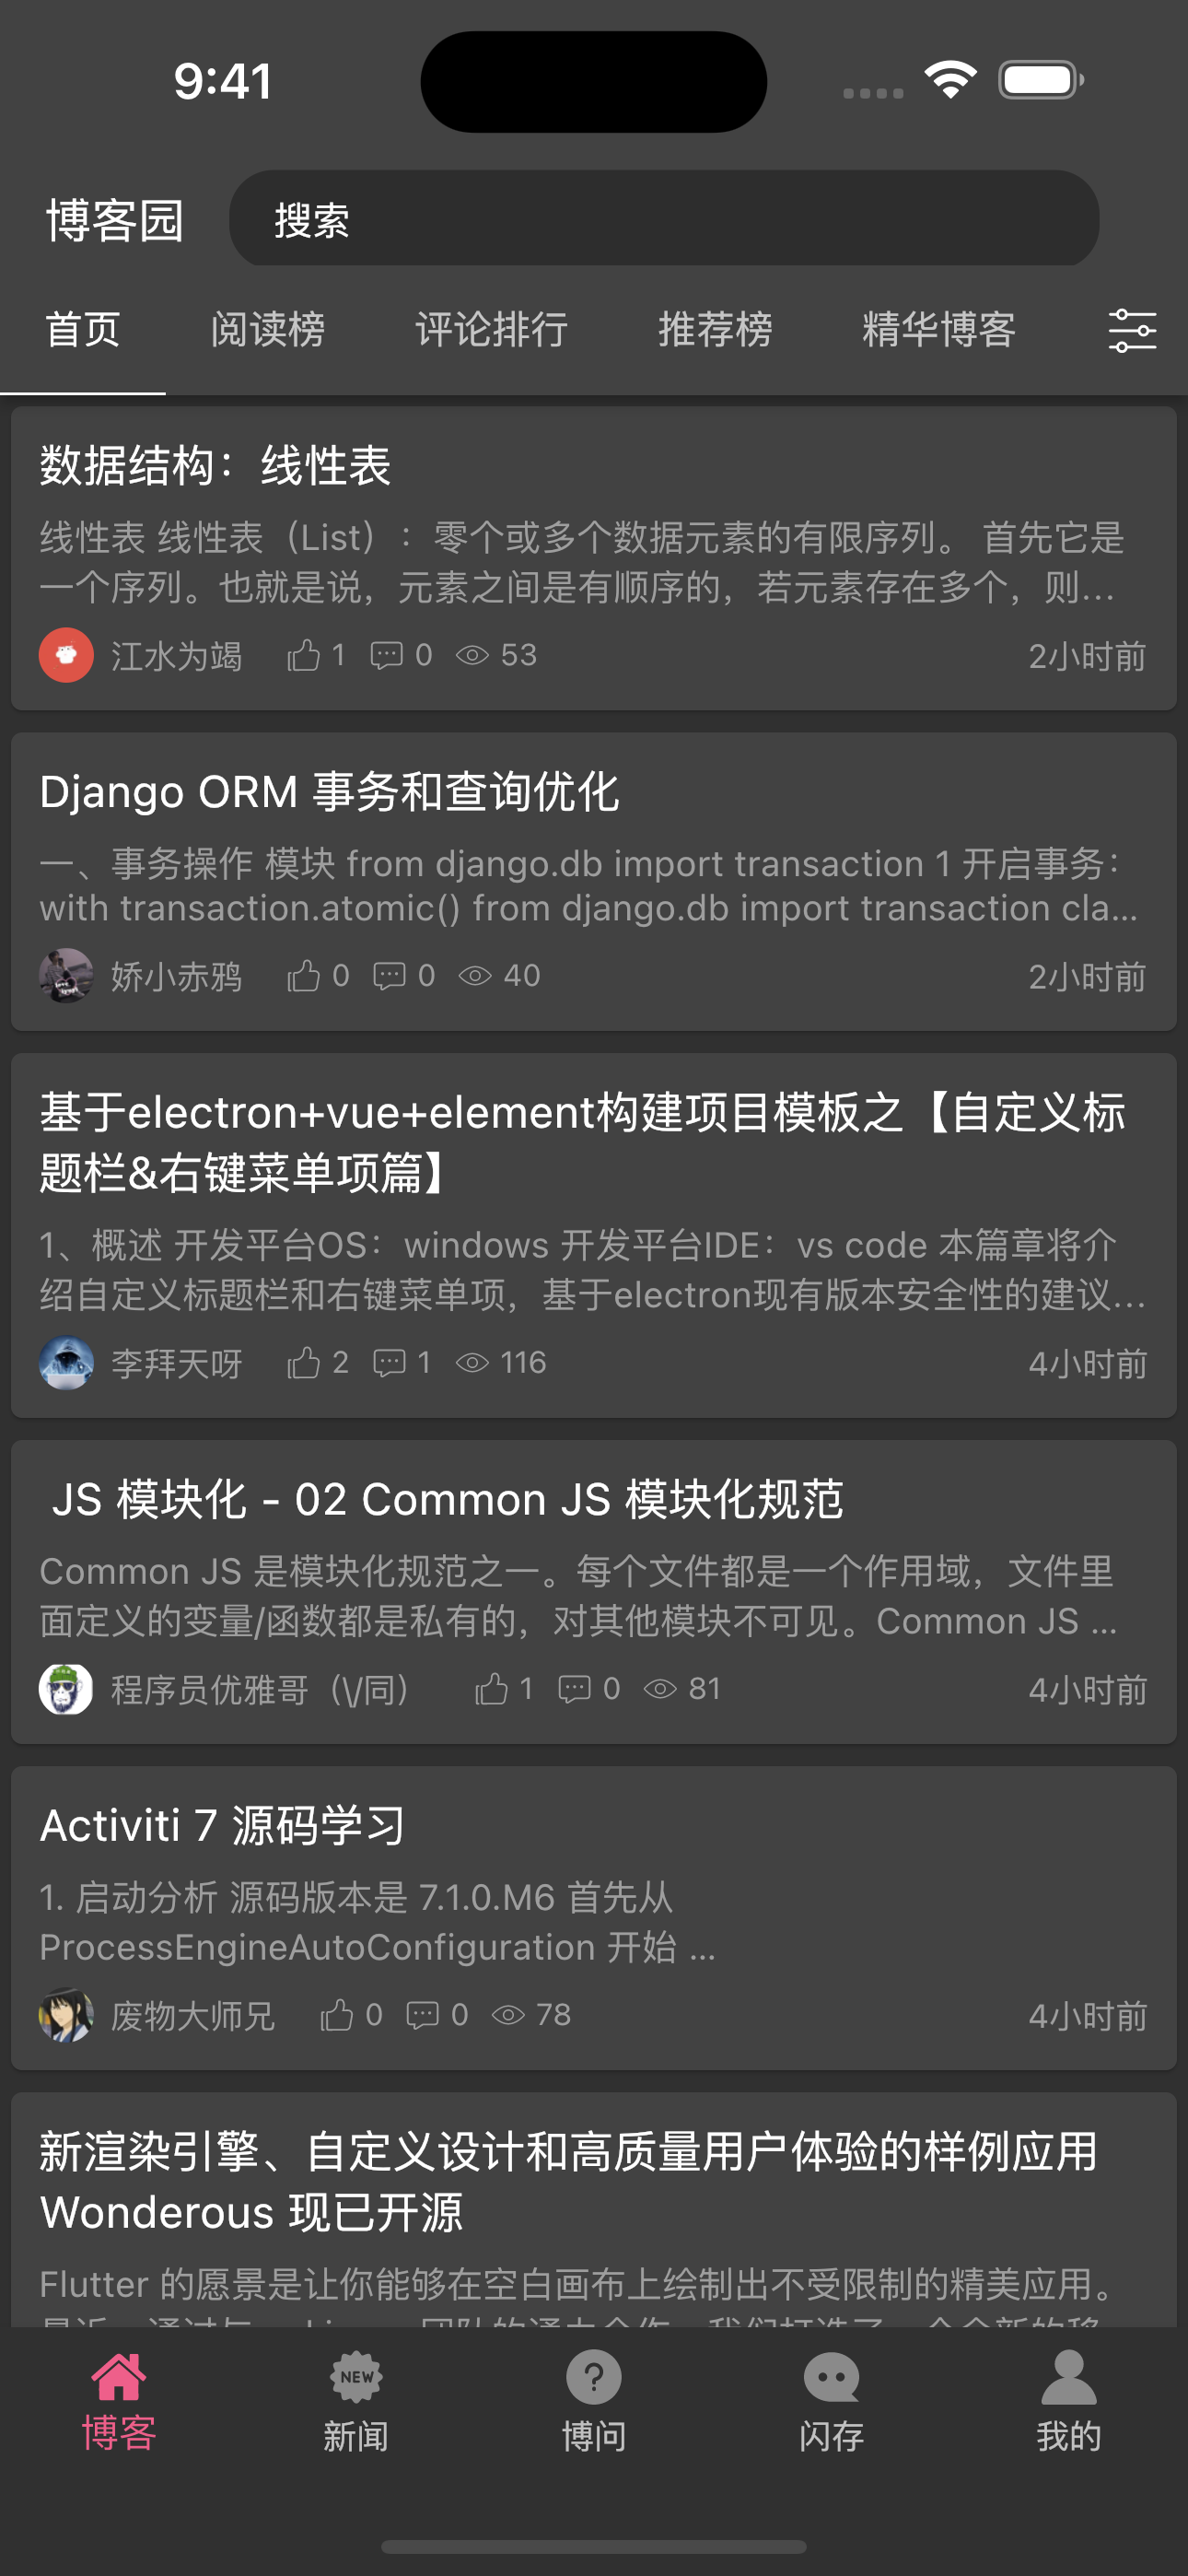 9:41
博客园
搜索
首页 阅读榜 评论排行 推荐榜 精华博客
数据结构：线性表
线性表 线性表（List）：零个或多个数据元素的有限序列。 首先它是
一个序列。也就是说，元素之间是有顺序的，若元素存在多个，则...
江水为竭 1 0 53 2小时前
Django ORM 事务和查询优化
一、事务操作 模块 from django.db import transaction 1 开启事务：
with transaction.atomic() from django.db import transaction cla...
娇小赤鸦 0 0 40 2小时前
基于electron+vue+element构建项目模板之【自定义标
题栏&右键菜单项篇】
1、概述 开发平台OS：windows 开发平台IDE：vs code 本篇章将介
绍自定义标题栏和右键菜单项，基于electron现有版本安全性的建议...
李拜天呀 2 1 116 4小时前
JS 模块化 - 02 Common JS 模块化规范
Common JS 是模块化规范之一。每个文件都是一个作用域，文件里
面定义的变量/函数都是私有的，对其他模块不可见。Common JS ...
程序员优雅哥（\/同） 1 0 81 4小时前
Activiti 7 源码学习
1. 启动分析 源码版本是 7.1.0.M6 首先从
ProcessEngineAutoConfiguration 开始 ...
废物大师兄 0 0 78 4小时前
新渲染引擎、自定义设计和高质量用户体验的样例应用
Wonderous 现已开源
Flutter 的愿景是让你能够在空白画布上绘制出不受限制的精美应用。
NEW
博客 新闻 博问 闪存 我的